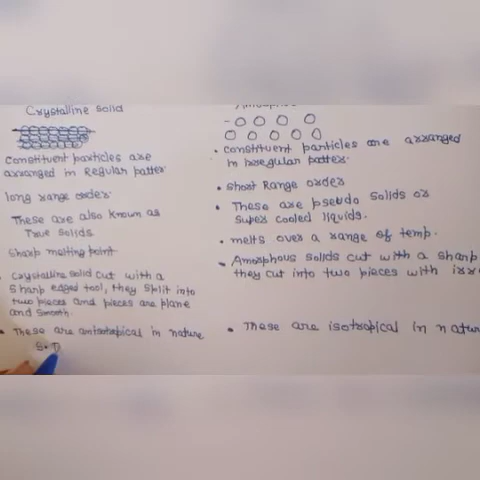 Crystalline solid
constituent particles are
arranged in Regular patter
long range order
These are also known as
True solids
sharp melting point
crystalline solid cut with a
sharp edged tool, they split into
two pieces and pieces are plane
and smooth.
• These are anisotropical in nature
• constituent particles are arranged
in irregular patter.
• short Range order
• These are pseudo solids or
super cooled liquids.
• melts over a range of temp.
• Amorphous solids cut with a sharp
they cut into two pieces with irre
• These are isotropical in natur